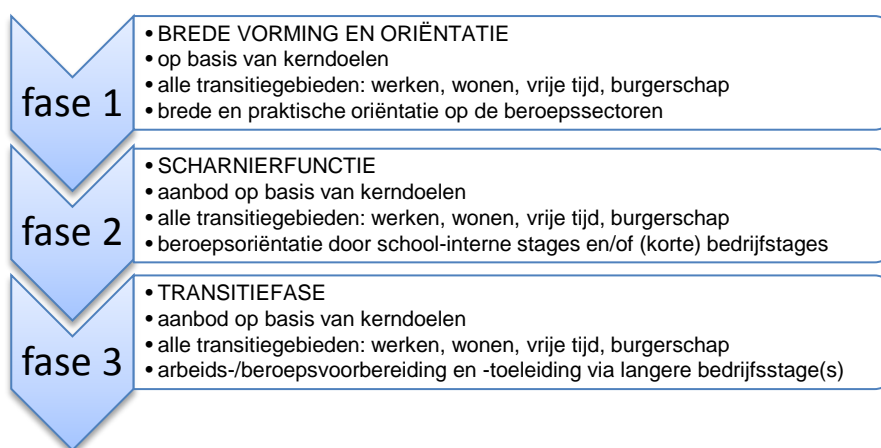 fase 1
• BREDE VORMING EN ORIËNTATIE
• op basis van kerndoelen
• alle transitiegebieden: werken, wonen, vrije tijd, burgerschap
• brede en praktische oriëntatie op de beroepssectoren
fase 2
• SCHARNIERFUNCTIE
• aanbod op basis van kerndoelen
• alle transitiegebieden: werken, wonen, vrije tijd, burgerschap
• beroepsoriëntatie door school-interne stages en/of (korte) bedrijfstages
fase 3
• TRANSITIEFASE
• aanbod op basis van kerndoelen
• alle transitiegebieden: werken, wonen, vrije tijd, burgerschap
• arbeids-/beroepsvoorbereiding en -toeleiding via langere bedrijfsstage(s)